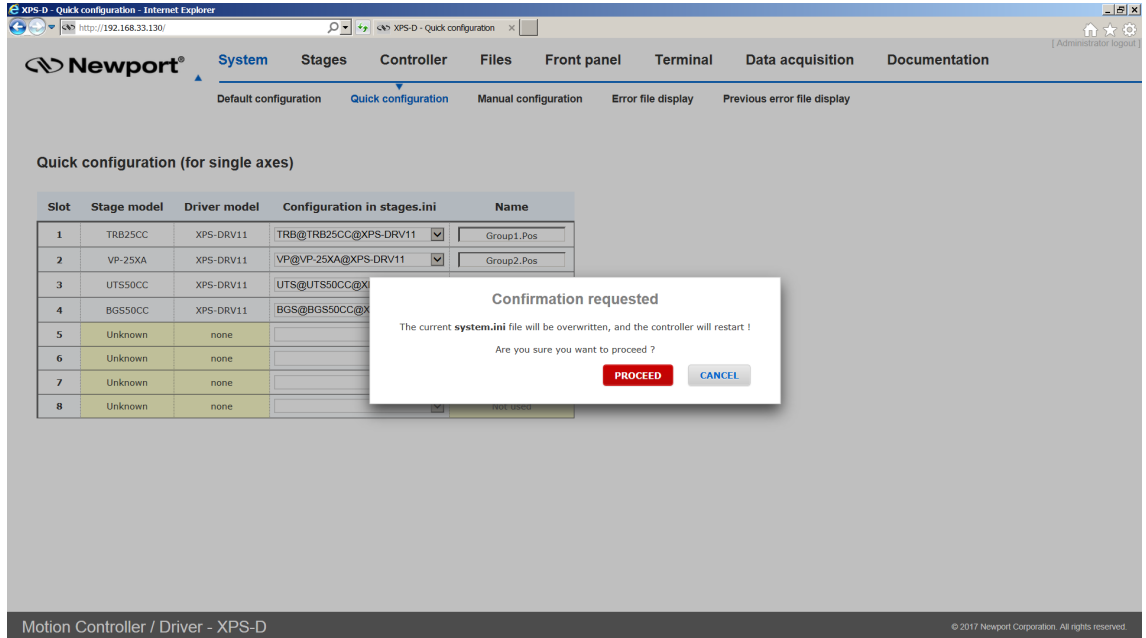 XPS-D - Quick configuration - Internet Explorer
http://192.168.33.130/
XPS-D - Quick configuration
[ Administrator logout ]
Newport®
System Stages Controller Files Front panel Terminal Data acquisition Documentation
Default configuration Quick configuration Manual configuration Error file display Previous error file display
Quick configuration (for single axes)
Slot Stage model Driver model Configuration in stages.ini Name
1 TRB25CC XPS-DRV11 TRB@TRB25CC@XPS-DRV11 Group1.Pos
2 VP-25XA XPS-DRV11 VP@VP-25XA@XPS-DRV11 Group2.Pos
3 UTS50CC XPS-DRV11 UTS@UTS50CC@X
4 BGS50CC XPS-DRV11 BGS@BGS50CC@X
5 Unknown none
6 Unknown none
7 Unknown none
8 Unknown none Not used
Confirmation requested
The current system.ini file will be overwritten, and the controller will restart !
Are you sure you want to proceed ?
PROCEED CANCEL
Motion Controller / Driver - XPS-D
© 2017 Newport Corporation. All rights reserved.